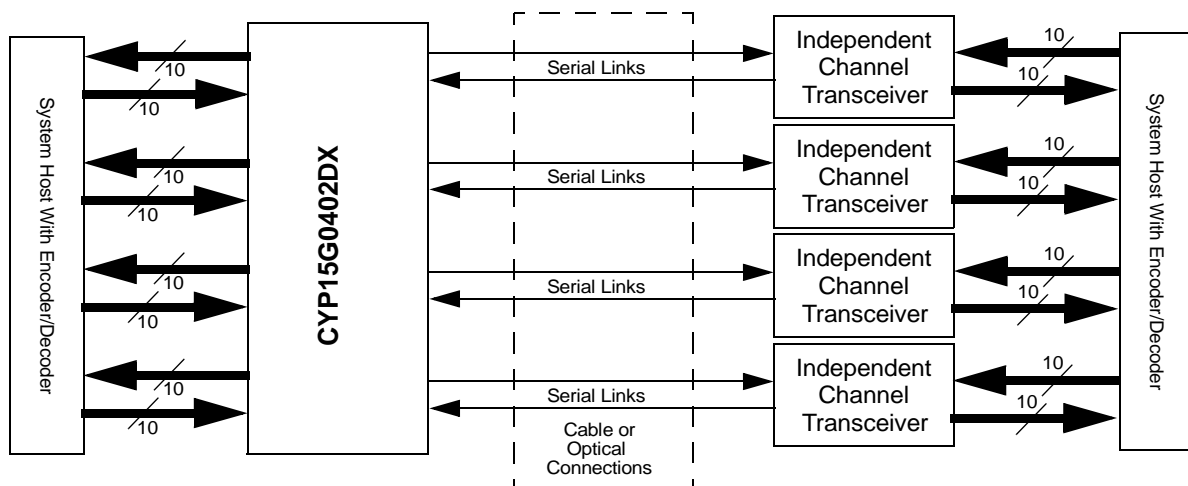 System Host With Encoder/Decoder
10
10
10
10
10
10
10
10
CYP15G0402DX
Serial Links
Serial Links
Serial Links
Serial Links
Cable or
Optical
Connections
Independent
Channel
Transceiver
Independent
Channel
Transceiver
Independent
Channel
Transceiver
Independent
Channel
Transceiver
10
10
10
10
10
10
10
10
System Host With Encoder/Decoder